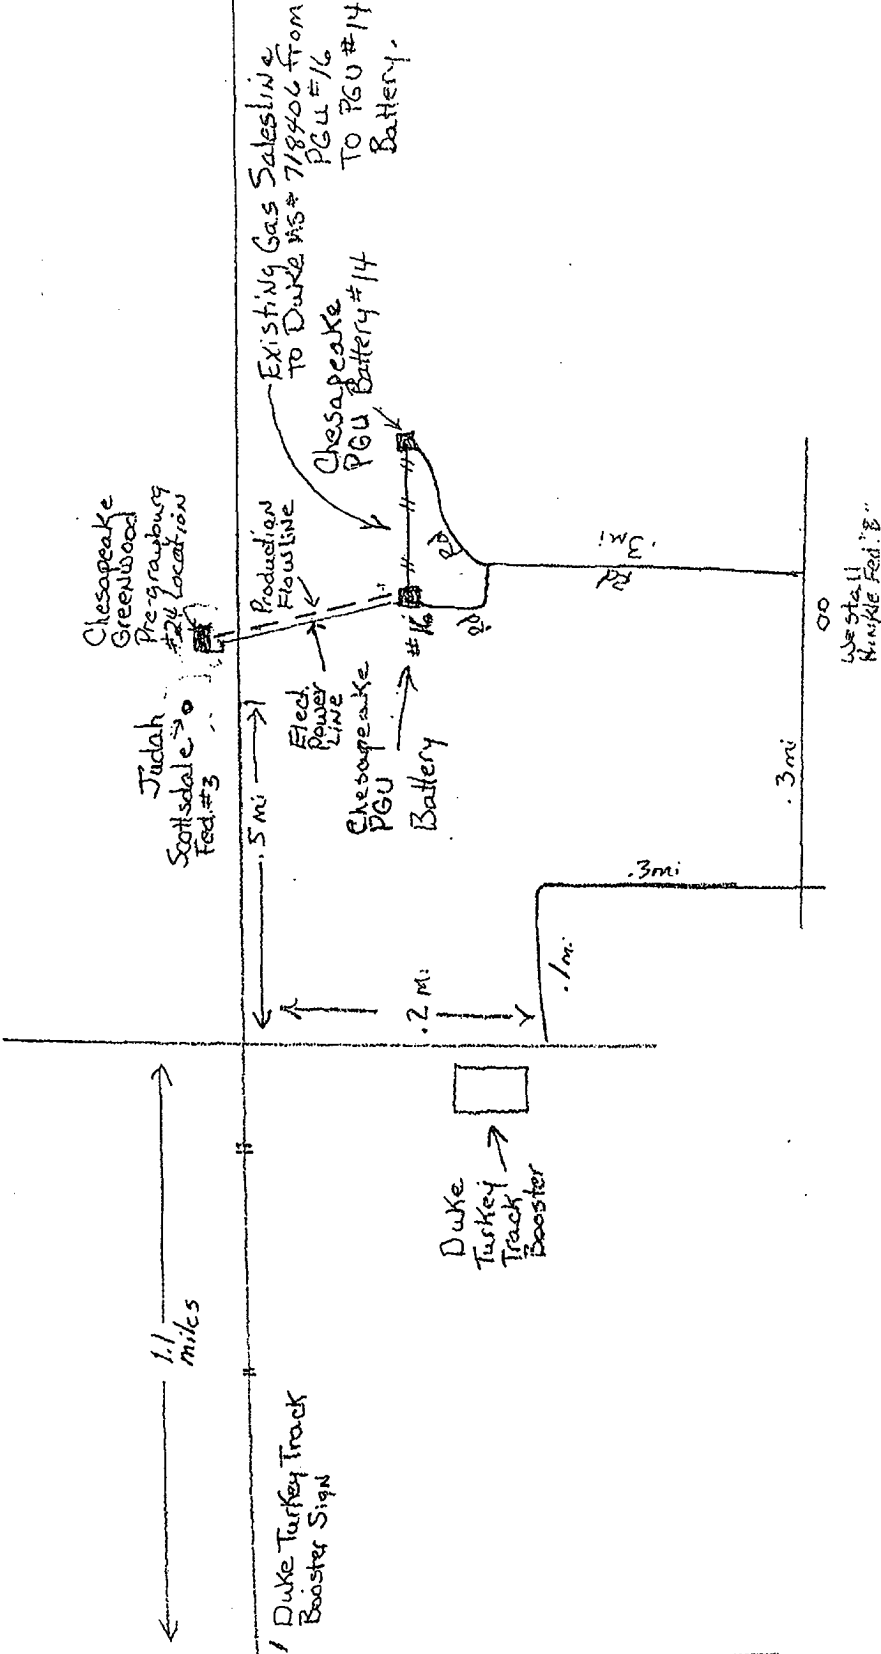 1.1
miles
Duke Turkey Track
Booster Sign
Duke
Turkey
Track
Booster
.2 Mi
.5 mi
.1 mi
.3 mi
.3 mi
Judah
Scottsdale
Fed. #3
Chesapeake
Greenwood
Pre-grayburg
#24 Location
Elect.
Power
Line
Production
Flowline
Chesapeake
PGU #16
Battery
Existing Gas Salesline
To Duke MS# 718406 from
PGU #16
To PGU #14
Battery.
Chesapeake
PGU Battery #14
Rd
Rd
Rd
.3 mi
Westall
Hinkle Fed. "B"